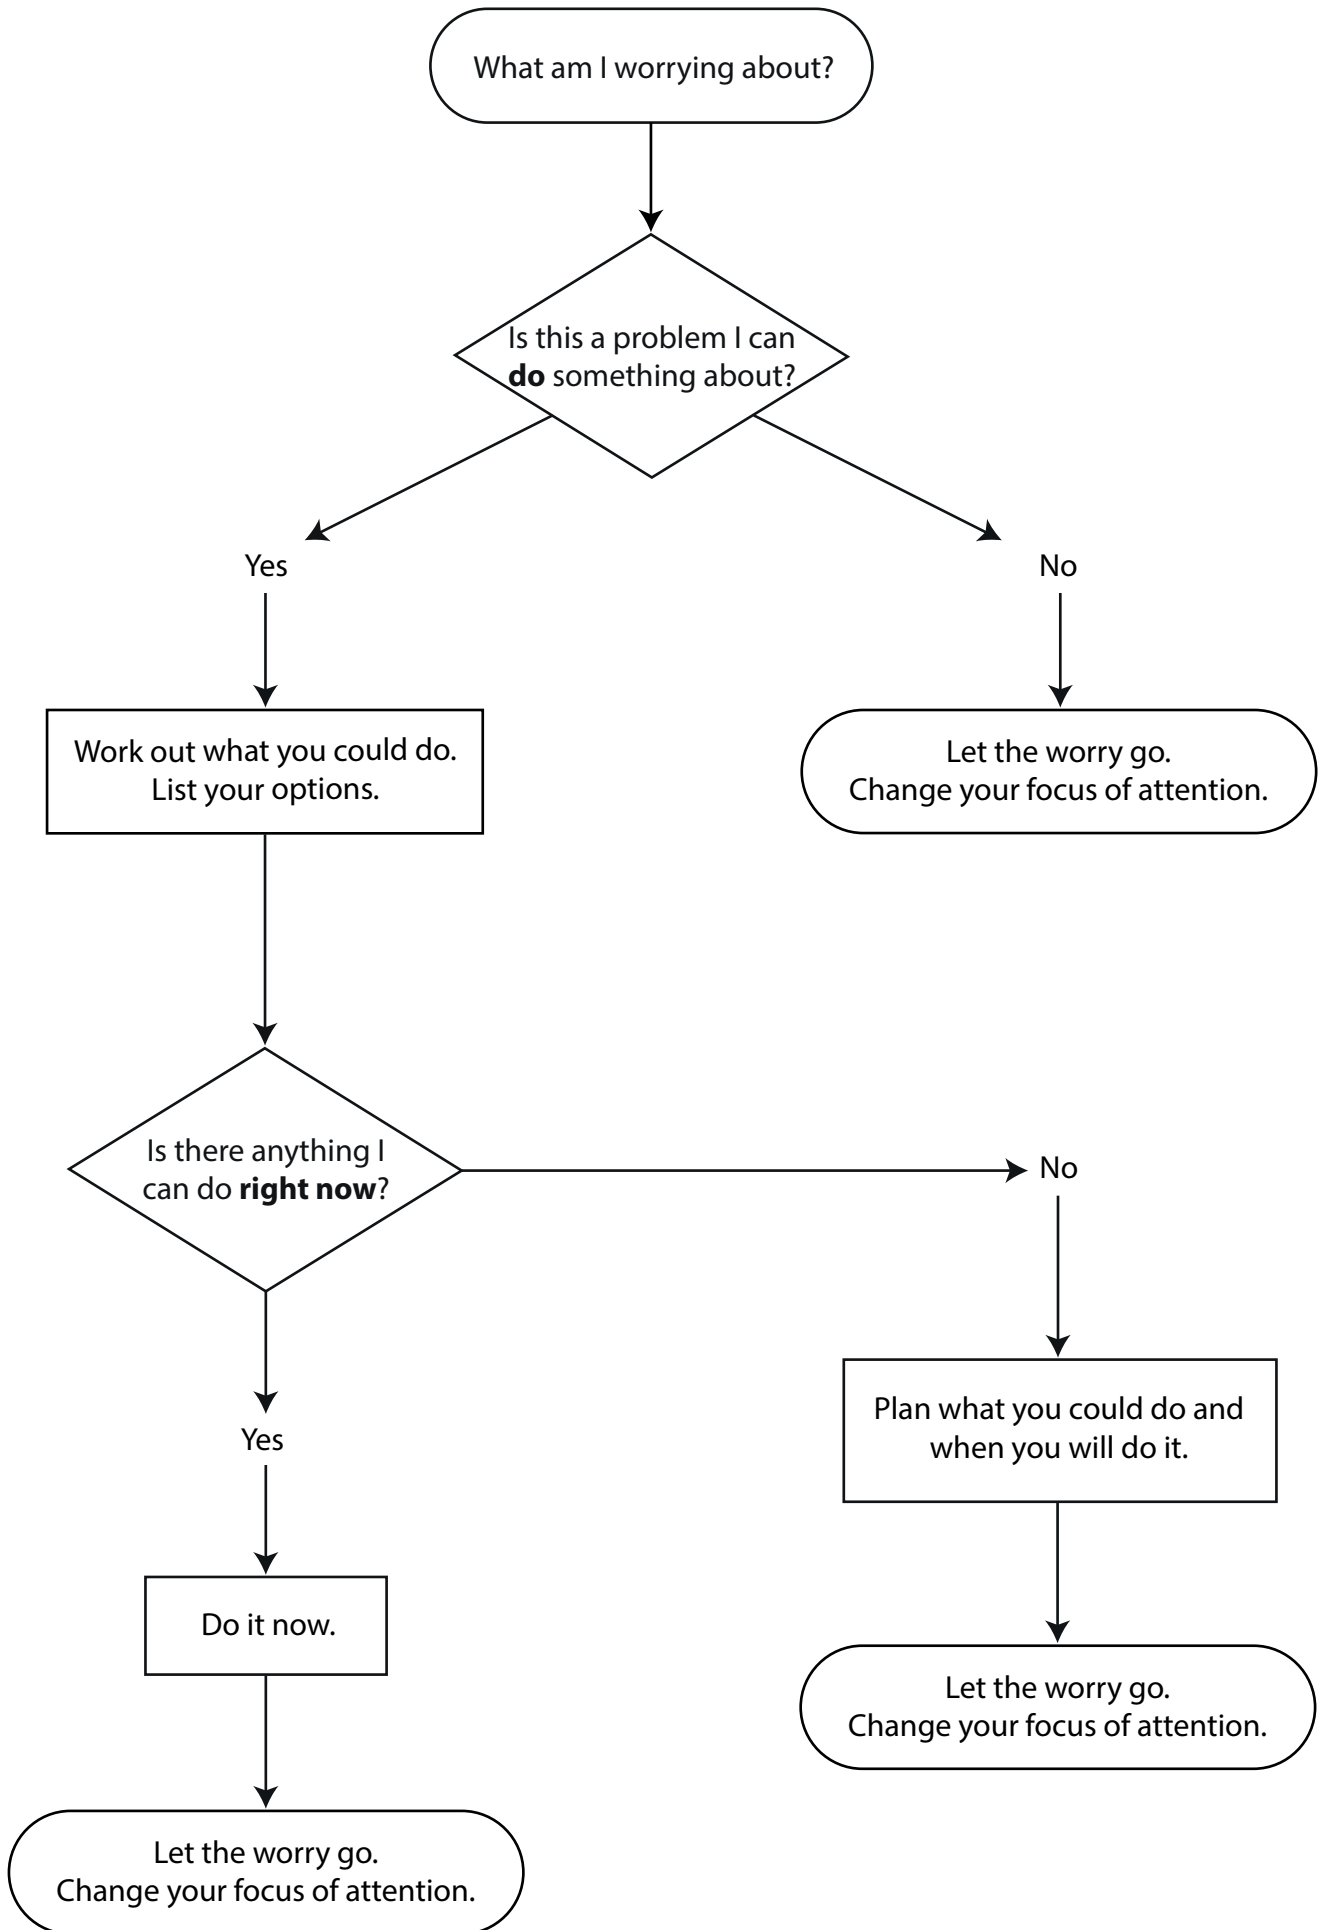 What am I worrying about?
Is this a problem I can
do something about?
Yes
No
Work out what you could do.
List your options.
Let the worry go.
Change your focus of attention.
Is there anything I
can do right now?
No
Yes
Plan what you could do and
when you will do it.
Do it now.
Let the worry go.
Change your focus of attention.
Let the worry go.
Change your focus of attention.